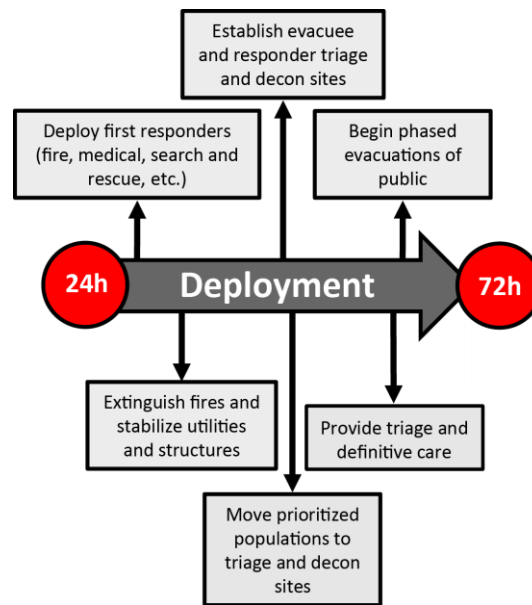 Establish evacuee
and responder triage
and decon sites
Deploy first responders
(fire, medical, search and
rescue, etc.)
Begin phased
evacuations of
public
24h
Deployment
72h
Extinguish fires and
stabilize utilities
and structures
Provide triage and
definitive care
Move prioritized
populations to
triage and decon
sites